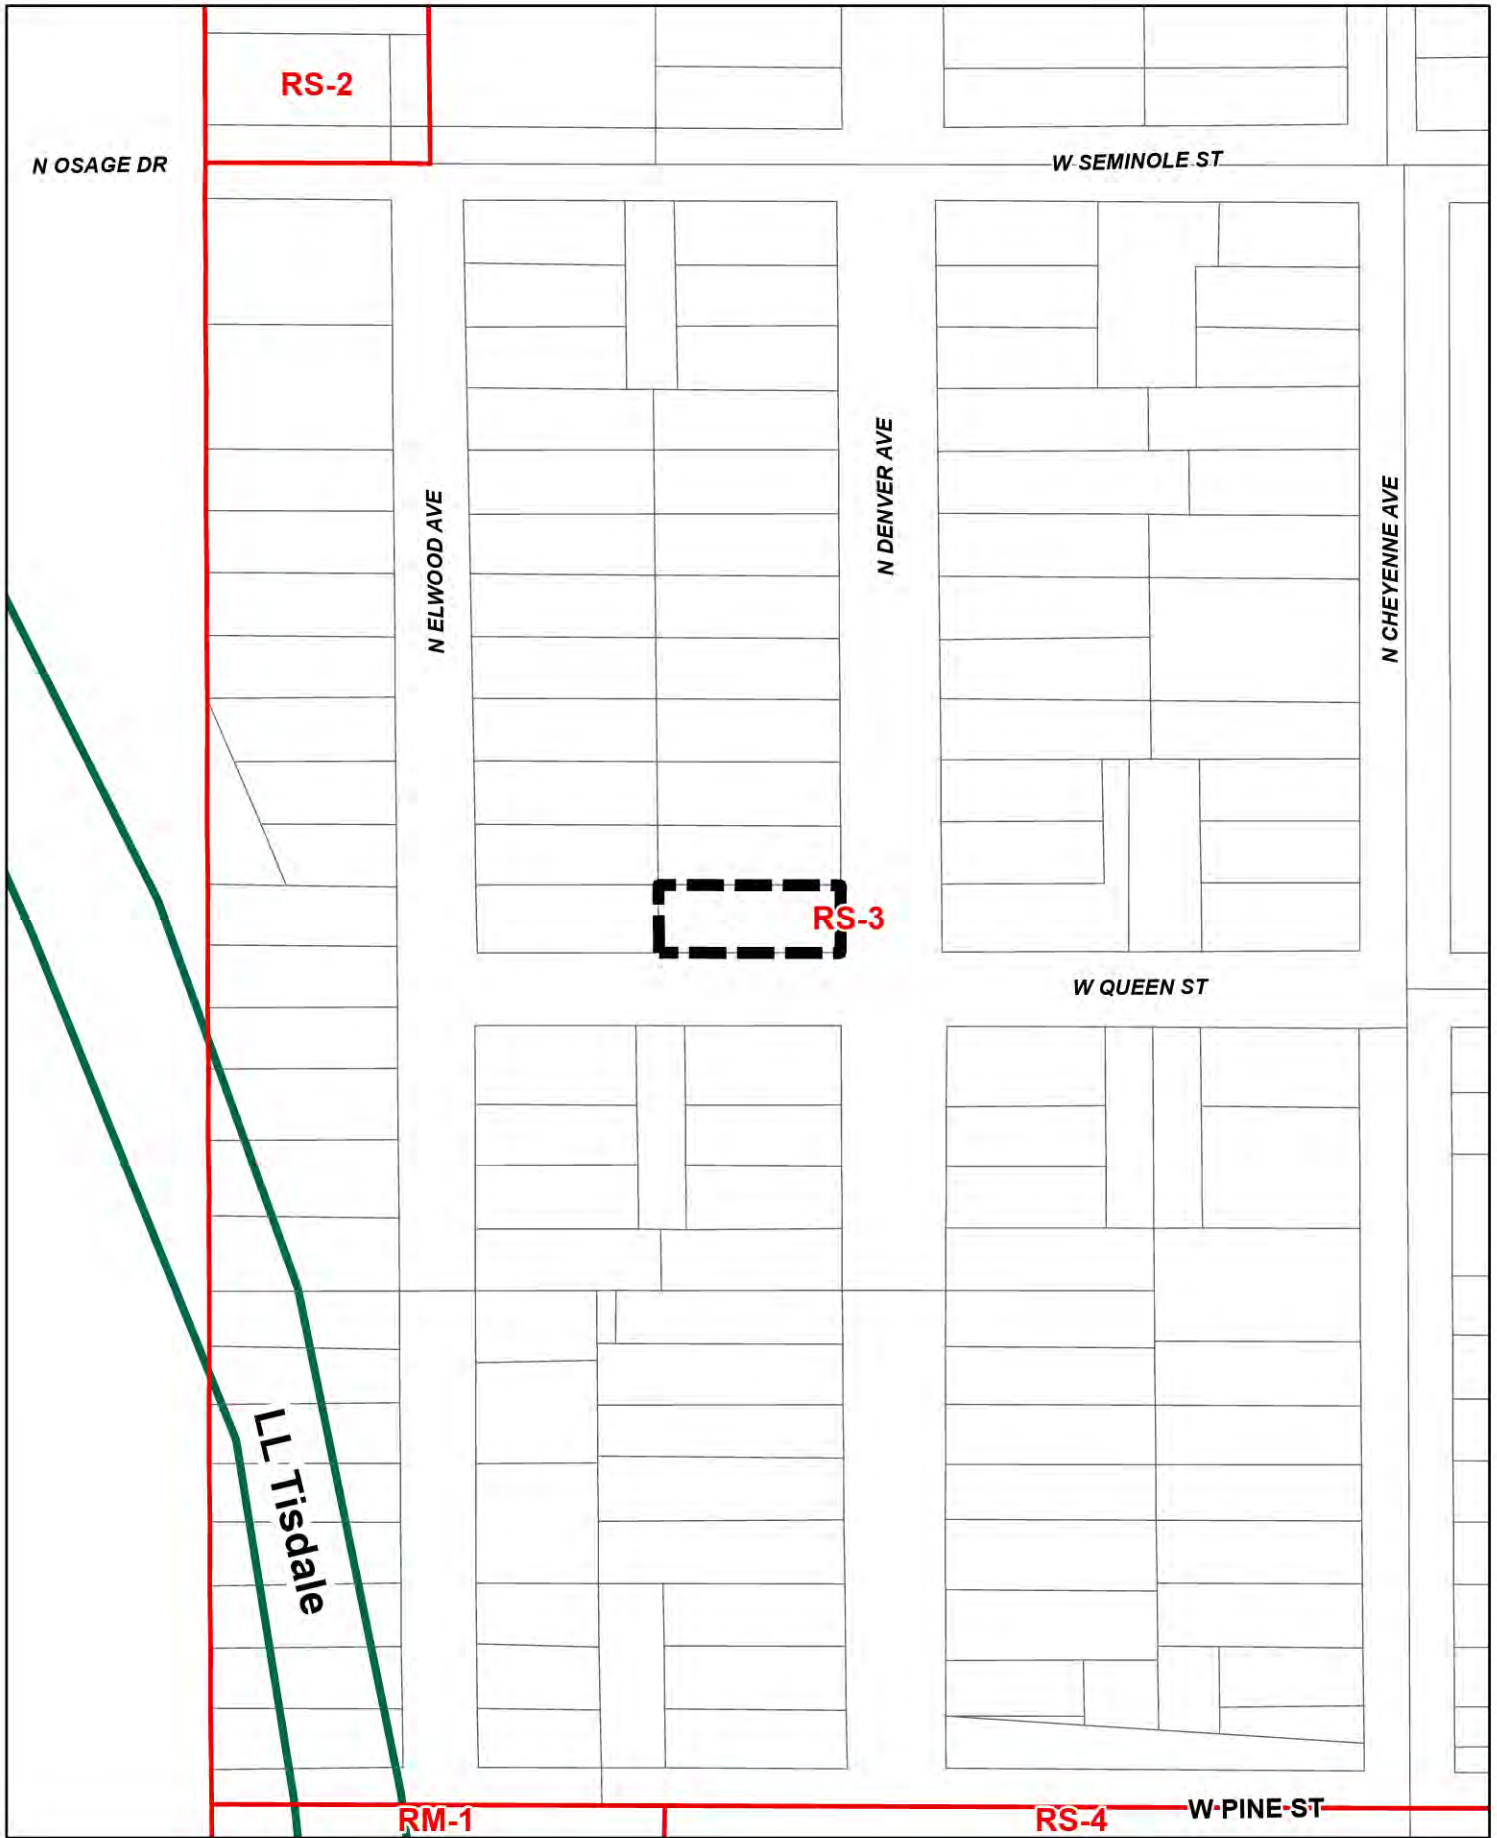 RS-2
N OSAGE DR
W SEMINOLE ST
N ELWOOD AVE
N DENVER AVE
N CHEYENNE AVE
RS-3
W QUEEN ST
LL Tisdale
RM-1
RS-4
W PINE ST